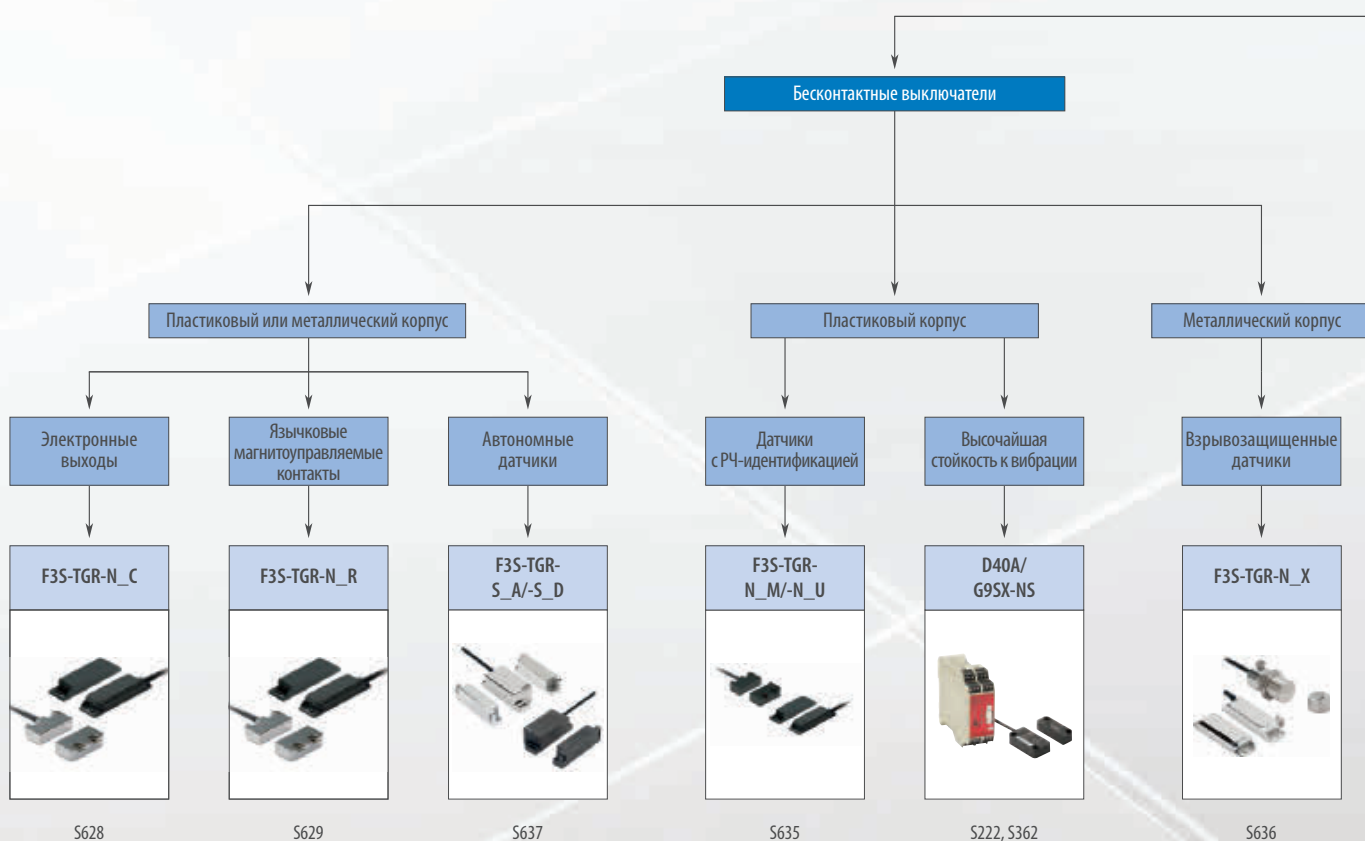 Бесконтактные выключатели
Пластиковый или металлический корпус
Пластиковый корпус
Металлический корпус
Электронные
выходы
Язычковые
магнитоуправляемые
контакты
Автономные
датчики
Датчики
с РЧ-идентификацией
Высочайшая
стойкость к вибрации
Взрывозащищенные
датчики
F3S-TGR-N_C
F3S-TGR-N_R
F3S-TGR-
S_A/-S_D
F3S-TGR-
N_M/-N_U
D40A/
G9SX-NS
F3S-TGR-N_X
S628
S629
S637
S635
S222, S362
S636